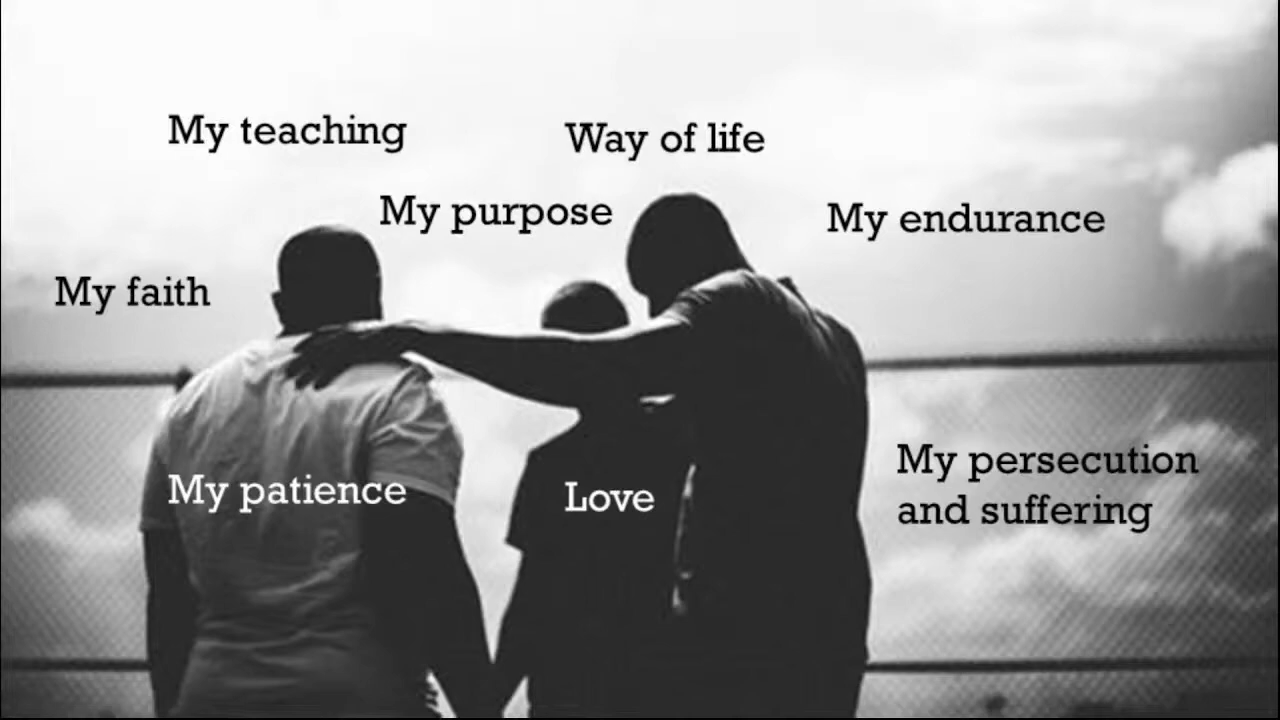 My teaching
Way of life
My purpose
My endurance
My faith
My patience
Love
My persecution
and suffering